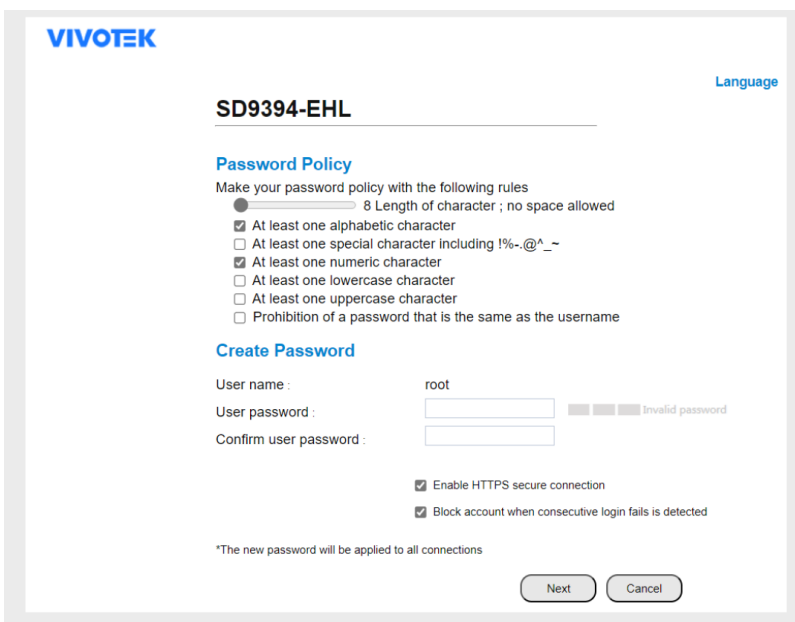 VIVOTEK
Language
SD9394-EHL
Password Policy
Make your password policy with the following rules
8 Length of character ; no space allowed
At least one alphabetic character
At least one special character including !%-.@^_~
At least one numeric character
At least one lowercase character
At least one uppercase character
Prohibition of a password that is the same as the username
Create Password
User name : root
User password : Invalid password
Confirm user password :
Enable HTTPS secure connection
Block account when consecutive login fails is detected
*The new password will be applied to all connections
Next Cancel